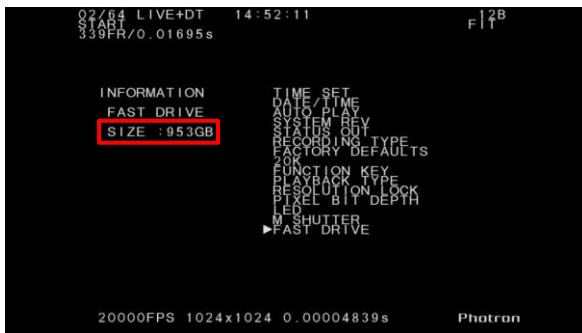 02/64 LIVE+DT 14:52:11 12B
START FIT
339FR/0.01695s
INFORMATION
FAST DRIVE
SIZE :953GB
TIME SET
DATE/TIME
AUTO PLAY
SYSTEM REV
STATUS OUT
RECORDING TYPE
FACTORY DEFAULTS
20K
FUNCTION KEY
PLAYBACK TYPE
RESOLUTION LOCK
PIXEL BIT DEPTH
LED
M SHUTTER
▶FAST DRIVE
20000FPS 1024x1024 0.00004839s Photron